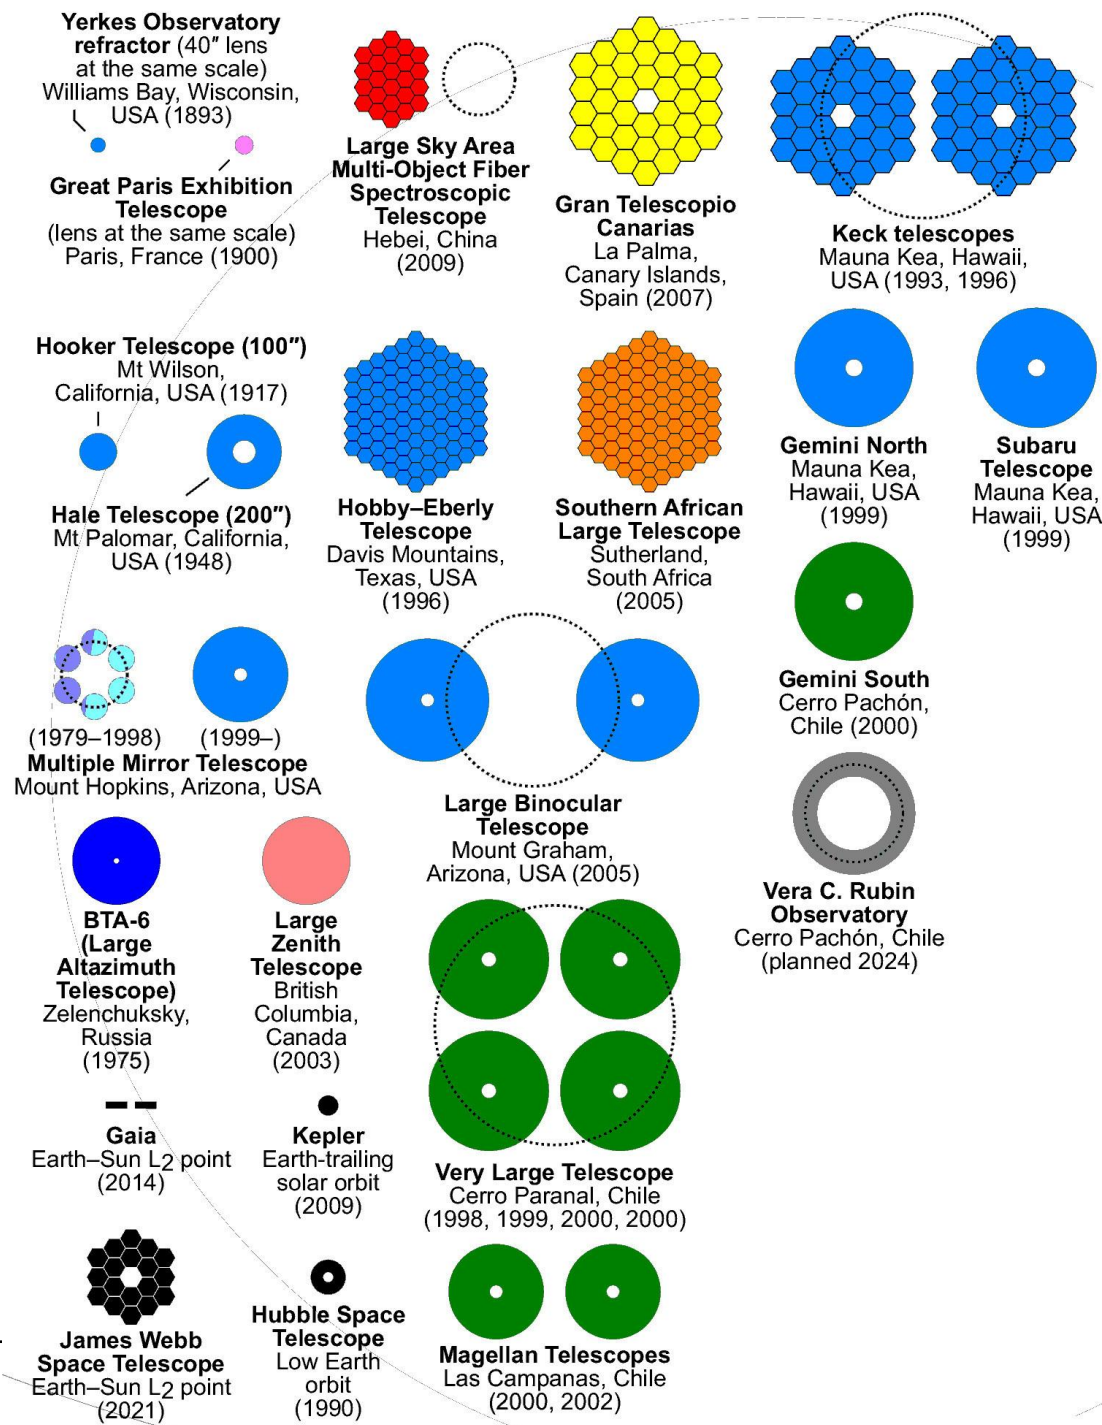 Yerkes Observatory
refractor (40″ lens
at the same scale)
Williams Bay, Wisconsin,
USA (1893)
Great Paris Exhibition
Telescope
(lens at the same scale)
Paris, France (1900)
Large Sky Area
Multi-Object Fiber
Spectroscopic
Telescope
Hebei, China
(2009)
Gran Telescopio
Canarias
La Palma,
Canary Islands,
Spain (2007)
Keck telescopes
Mauna Kea, Hawaii,
USA (1993, 1996)
Hooker Telescope (100″)
Mt Wilson,
California, USA (1917)
Hale Telescope (200″)
Mt Palomar, California,
USA (1948)
Hobby–Eberly
Telescope
Davis Mountains,
Texas, USA
(1996)
Southern African
Large Telescope
Sutherland,
South Africa
(2005)
Gemini North
Mauna Kea,
Hawaii, USA
(1999)
Subaru
Telescope
Mauna Kea,
Hawaii, USA
(1999)
Gemini South
Cerro Pachón,
Chile (2000)
(1979–1998) (1999–)
Multiple Mirror Telescope
Mount Hopkins, Arizona, USA
Large Binocular
Telescope
Mount Graham,
Arizona, USA (2005)
Vera C. Rubin
Observatory
Cerro Pachón, Chile
(planned 2024)
BTA-6
(Large
Altazimuth
Telescope)
Zelenchuksky,
Russia
(1975)
Large
Zenith
Telescope
British
Columbia,
Canada
(2003)
Gaia
Earth–Sun L2 point
(2014)
Kepler
Earth-trailing
solar orbit
(2009)
Very Large Telescope
Cerro Paranal, Chile
(1998, 1999, 2000, 2000)
James Webb
Space Telescope
Earth–Sun L2 point
(2021)
Hubble Space
Telescope
Low Earth
orbit
(1990)
Magellan Telescopes
Las Campanas, Chile
(2000, 2002)